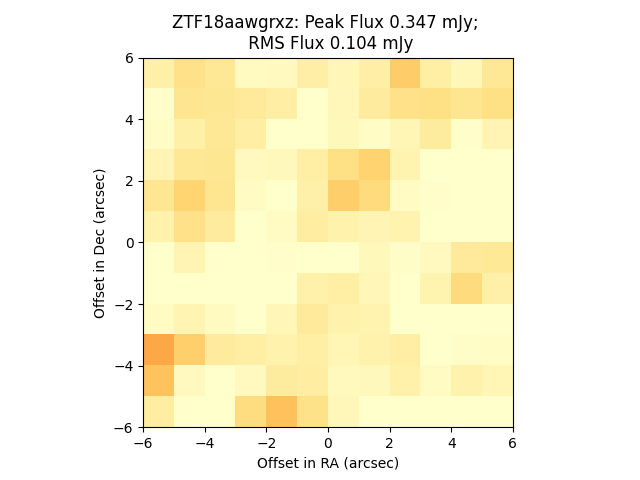 ZTF18aawgrxz: Peak Flux 0.347 mJy;
RMS Flux 0.104 mJy
6
4
2
0
−2
−4
−6
Offset in Dec (arcsec)
−6 −4 −2 0 2 4 6
Offset in RA (arcsec)